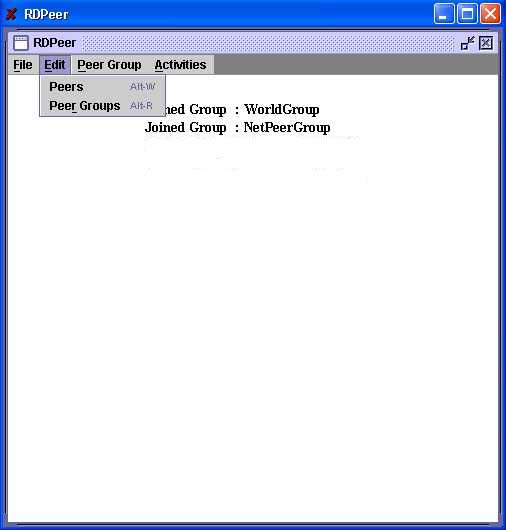 RDPeer
RDPeer
File Edit Peer Group Activities
Peers Alt-W
Peer Groups Alt-R
ined Group : WorldGroup
Joined Group : NetPeerGroup